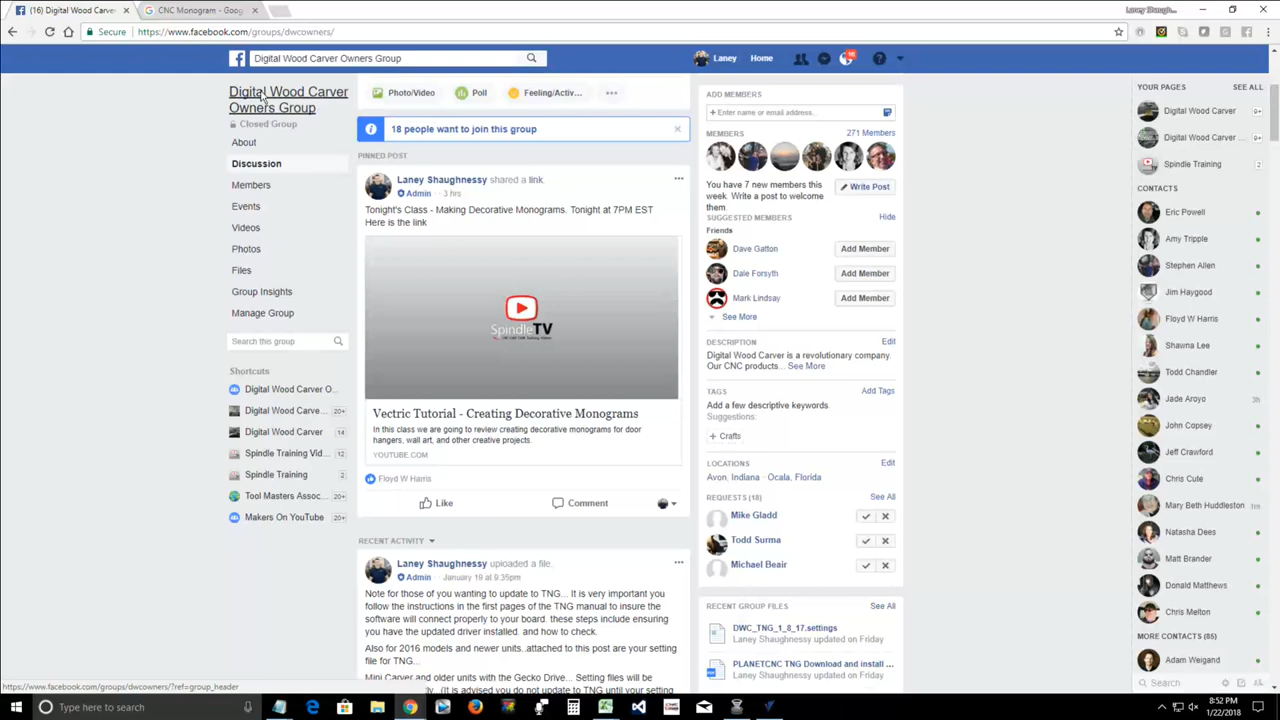 (16) Digital Wood Carver
CNC Monogram - Goog
Laney Shaugh...
Secure
https://www.facebook.com/groups/dwcowners/
Digital Wood Carver Owners Group
Laney
Home
Digital Wood Carver
Owners Group
Closed Group
About
Discussion
Members
Events
Videos
Photos
Files
Group Insights
Manage Group
Search this group
Shortcuts
Digital Wood Carver O...
Digital Wood Carve... 20+
Digital Wood Carver 14
Spindle Training Vid... 12
Spindle Training 2
Tool Masters Assoc... 20+
Makers On YouTube 20+
Photo/Video
Poll
Feeling/Activ...
18 people want to join this group
PINNED POST
Laney Shaughnessy shared a link.
Admin · 3 hrs
Tonight's Class - Making Decorative Monograms. Tonight at 7PM EST
Here is the link
SpindleTV
Vectric Tutorial - Creating Decorative Monograms
In this class we are going to review creating decorative monograms for door
hangers, wall art, and other creative projects.
YOUTUBE.COM
Floyd W Harris
Like
Comment
RECENT ACTIVITY
Laney Shaughnessy uploaded a file.
Admin · January 19 at 9:35pm
Note for those of you wanting to update to TNG... It is very important you
follow the instructions in the first pages of the TNG manual to insure the
software will connect properly to your board. these steps include ensuring
you have the updated driver installed. and how to check.
Also for 2016 models and newer units..attached to this post are your setting
file for TNG...
Mini Carver and older units with the Gecko Drive... Setting files will be
(It is advised you do not update to TNG until your setting
ADD MEMBERS
+ Enter name or email address...
MEMBERS
271 Members
You have 7 new members this
week. Write a post to welcome
them.
Write Post
SUGGESTED MEMBERS
Hide
Friends
Dave Gatton
Add Member
Dale Forsyth
Add Member
Mark Lindsay
Add Member
See More
DESCRIPTION
Edit
Digital Wood Carver is a revolutionary company.
Our CNC products... See More
TAGS
Add Tags
Add a few descriptive keywords
Suggestions:
+ Crafts
LOCATIONS
Edit
Avon, Indiana · Ocala, Florida
REQUESTS (18)
See All
Mike Gladd
Todd Surma
Michael Beair
RECENT GROUP FILES
See All
DWC_TNG_1_8_17.settings
Laney Shaughnessy updated on Friday
PLANETCNC TNG Download and install ...
Laney Shaughnessy updated on Friday
YOUR PAGES
SEE ALL
Digital Wood Carver 9+
Digital Wood Carver ... 9+
Spindle Training 2
CONTACTS
Eric Powell
Amy Tripple
Stephen Allen
Jim Haygood
Floyd W Harris
Shawna Lee
Todd Chandler
Jade Aroyo 3h
John Copsey
Jeff Crawford
Chris Cute
Mary Beth Huddleston 1m
Natasha Dees
Matt Brander
Donald Matthews
Chris Melton
MORE CONTACTS (85)
Adam Weigand
Search
https://www.facebook.com/groups/dwcowners/?ref=group_header
Type here to search
8:52 PM
1/22/2018